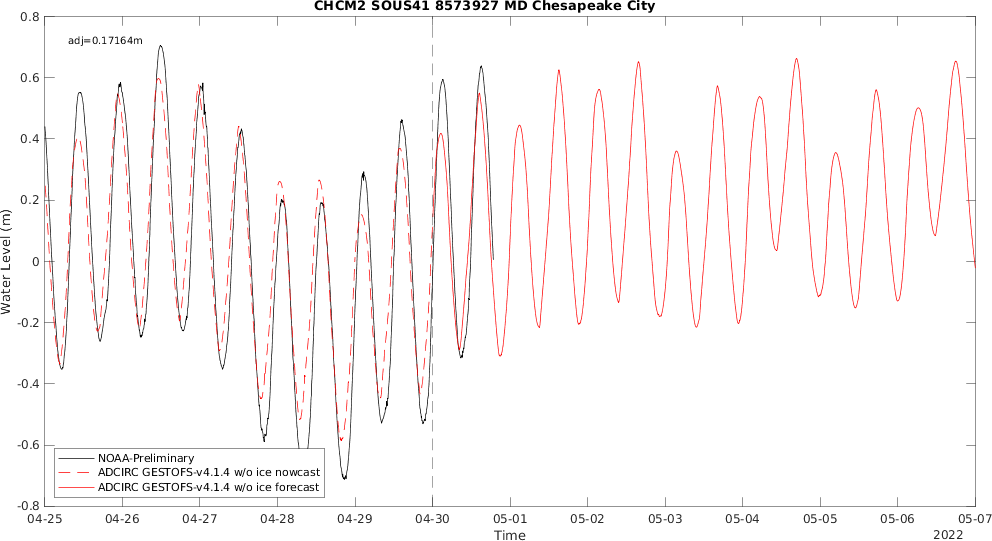 CHCM2 SOUS41 8573927 MD Chesapeake City
adj=0.17164m
Water Level (m)
0.8
0.6
0.4
0.2
0
-0.2
-0.4
-0.6
-0.8
NOAA-Preliminary
ADCIRC GESTOFS-v4.1.4 w/o ice nowcast
ADCIRC GESTOFS-v4.1.4 w/o ice forecast
04-25 04-26 04-27 04-28 04-29 04-30 05-01 05-02 05-03 05-04 05-05 05-06 05-07
Time
2022